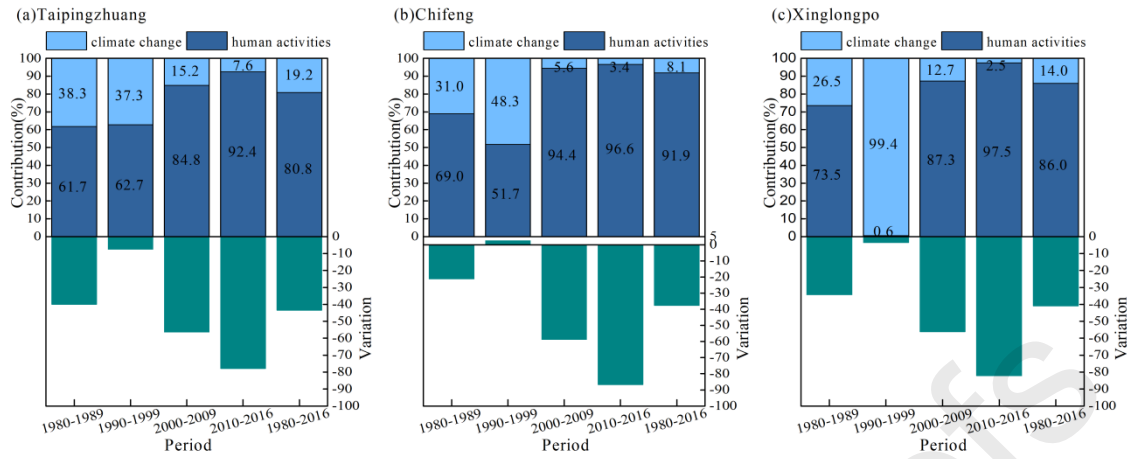 (a)Taipingzhuang
climate change human activities
Contribution(%)
100
90
80
70
60
50
40
30
20
10
0
38.3 37.3 15.2 7.6 19.2
61.7 62.7 84.8 92.4 80.8
0
-10
-20
-30
-40
-50
-60
-70
-80
-90
-100
Variation
1980-1989 1990-1999 2000-2009 2010-2016 1980-2016
Period
(b)Chifeng
climate change human activities
Contribution(%)
100
90
80
70
60
50
40
30
20
10
0
31.0 48.3 5.6 3.4 8.1
69.0 51.7 94.4 96.6 91.9
5
0
-10
-20
-30
-40
-50
-60
-70
-80
-90
-100
Variation
1980-1989 1990-1999 2000-2009 2010-2016 1980-2016
Period
(c)Xinglongpo
climate change human activities
Contribution(%)
100
90
80
70
60
50
40
30
20
10
0
26.5 99.4 12.7 2.5 14.0
73.5 0.6 87.3 97.5 86.0
0
-10
-20
-30
-40
-50
-60
-70
-80
-90
-100
Variation
1980-1989 1990-1999 2000-2009 2010-2016 1980-2016
Period